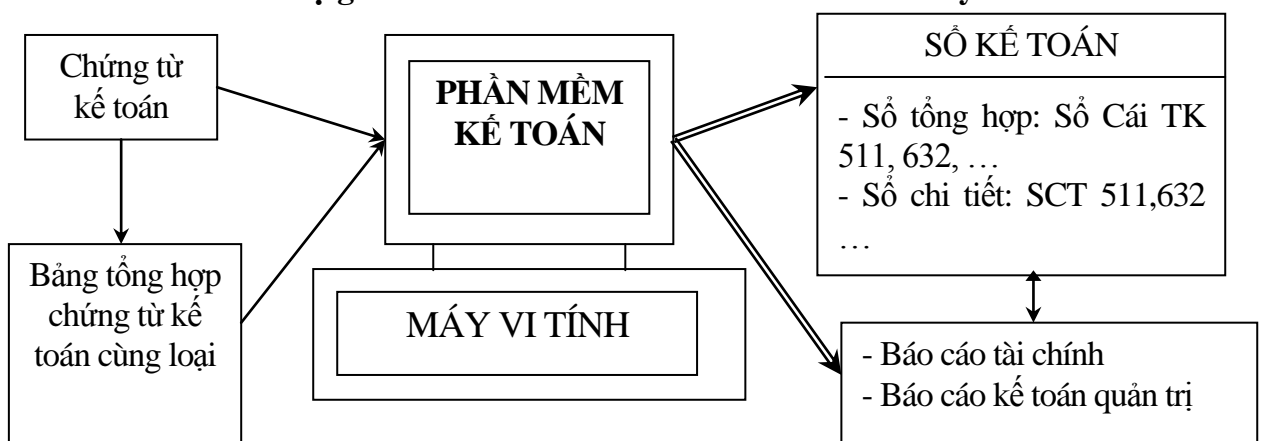 Chứng từ
kế toán
Bảng tổng hợp
chứng từ kế
toán cùng loại
PHẦN MỀM
KẾ TOÁN
MÁY VI TÍNH
SỔ KẾ TOÁN
- Sổ tổng hợp: Sổ Cái TK
511, 632, …
- Sổ chi tiết: SCT 511,632
…
- Báo cáo tài chính
- Báo cáo kế toán quản trị